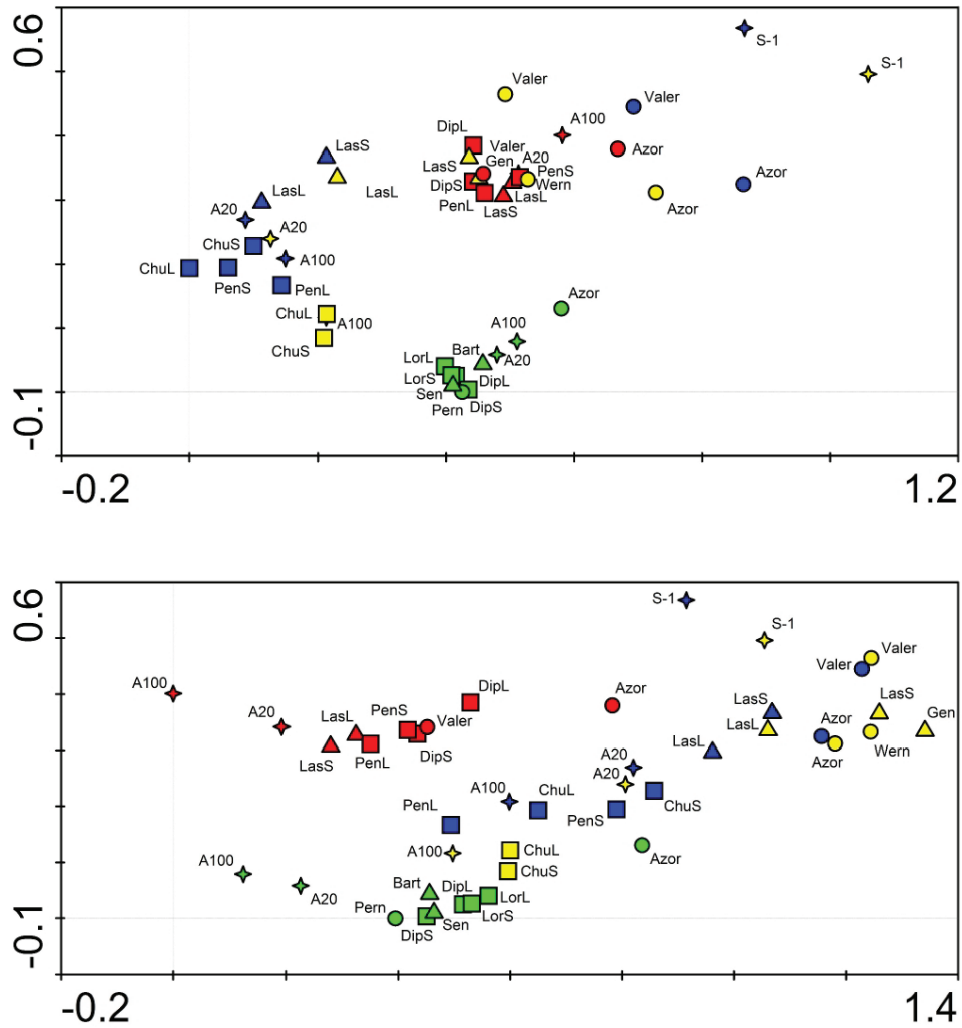 0.6
S-1
S-1
Valer
Valer
A100
DipL
Valer
Azor
LasS
LasS
Gen
A20
PenS
Azor
DipS
Wern
LasL
LasL
PenL
LasL
Azor
A20
LasS
A20
ChuS
A100
ChuL
PenS
PenL
Azor
ChuL
A100
A100
ChuS
Bart
LorL
A20
LorS
DipL
Sen
Pern
DipS
-0.1
-0.2
1.2
0.6
S-1
S-1
Valer
Valer
A100
DipL
Azor
LasS
LasS
Gen
A20
LasL
PenS
Valer
LasL
Azor
LasL
Wern
LasS
PenL
DipS
A20
Azor
A20
A100
ChuL
ChuS
PenL
PenS
A100
ChuL
Azor
A100
ChuS
Bart
DipL
A20
LorL
Pern
LorS
DipS
Sen
-0.1
-0.2
1.4